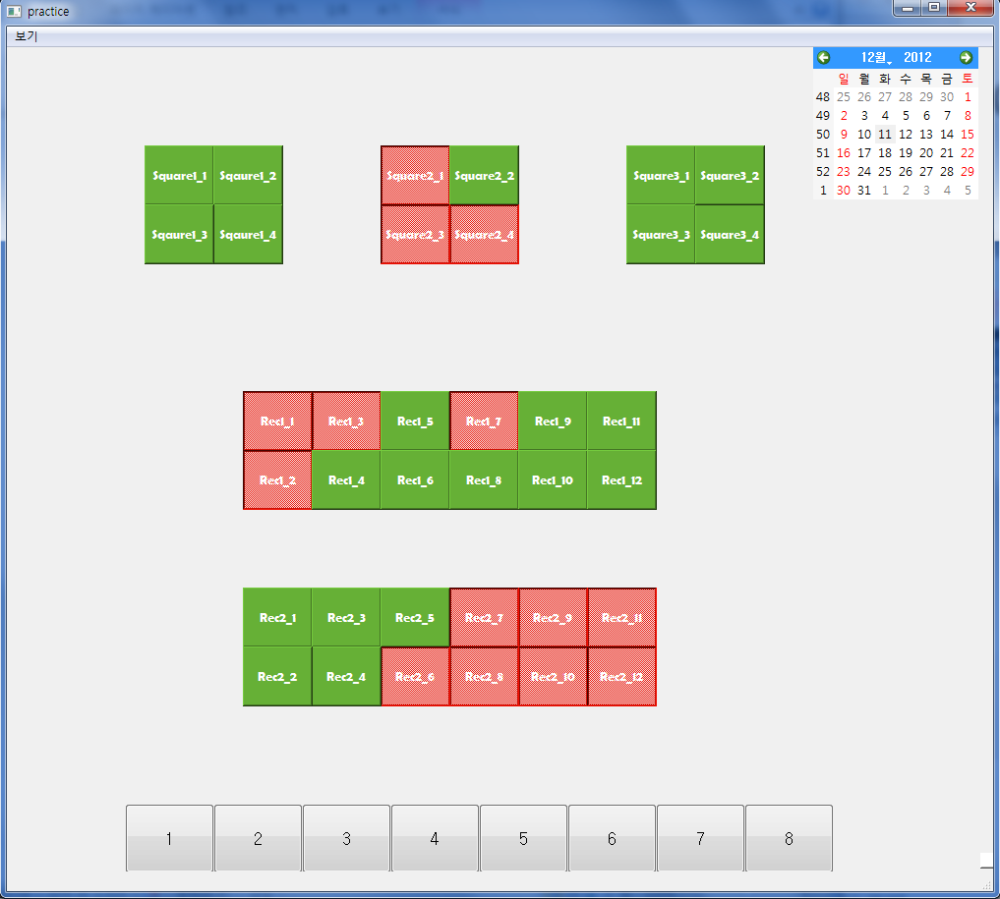 practice
보기
12월 2012
일 월 화 수 목 금 토
48 25 26 27 28 29 30 1
49 2 3 4 5 6 7 8
50 9 10 11 12 13 14 15
51 16 17 18 19 20 21 22
52 23 24 25 26 27 28 29
1 30 31 1 2 3 4 5
Square1_1 Sqaure1_2
Sqaure1_3 Sqaure1_4
Square2_1 Square2_2
Square2_3 Square2_4
Square3_1 Square3_2
Square3_3 Square3_4
Rec1_1 Rec1_3 Rec1_5 Rec1_7 Rec1_9 Rec1_11
Rec1_2 Rec1_4 Rec1_6 Rec1_8 Rec1_10 Rec1_12
Rec2_1 Rec2_3 Rec2_5 Rec2_7 Rec2_9 Rec2_11
Rec2_2 Rec2_4 Rec2_6 Rec2_8 Rec2_10 Rec2_12
1 2 3 4 5 6 7 8